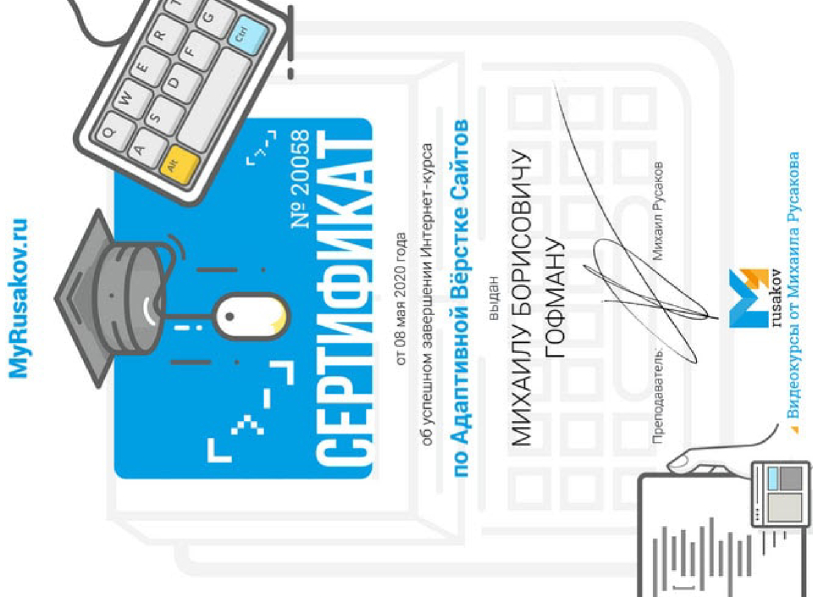 MyRusakov.ru
Q W E R T
A S D F G
Alt Ctrl
№ 20058
СЕРТИФИКАТ
от 08 мая 2020 года
об успешном завершении Интернет-курса
по Адаптивной Вёрстке Сайтов
выдан
МИХАИЛУ БОРИСОВИЧУ
ГОФМАНУ
Преподаватель: Михаил Русаков
rusakov
Видеокурсы от Михаила Русакова